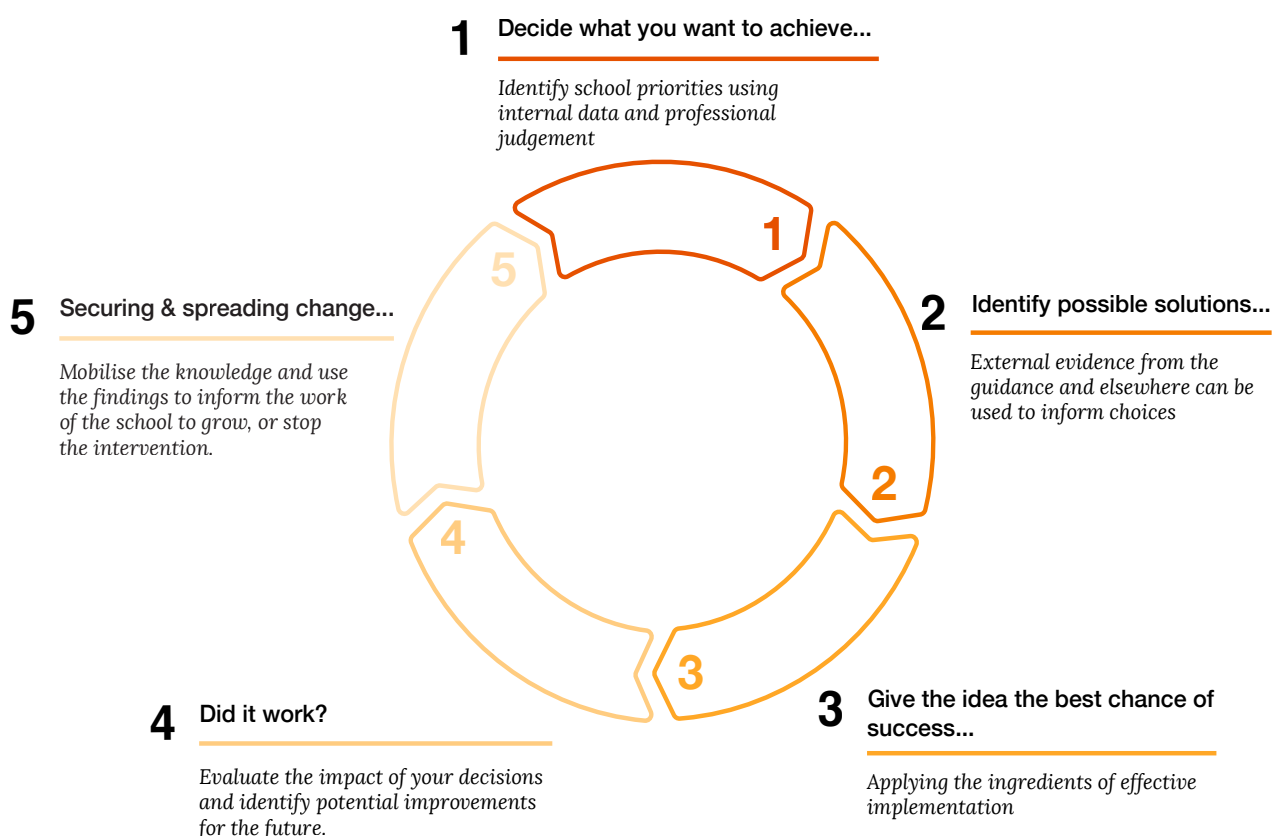 1
Decide what you want to achieve...
Identify school priorities using
internal data and professional
judgement
1
2
Identify possible solutions...
External evidence from the
guidance and elsewhere can be
used to inform choices
2
3
Give the idea the best chance of
success...
Applying the ingredients of effective
implementation
3
4
Did it work?
Evaluate the impact of your decisions
and identify potential improvements
for the future.
4
5
Securing & spreading change...
Mobilise the knowledge and use
the findings to inform the work
of the school to grow, or stop
the intervention.
5